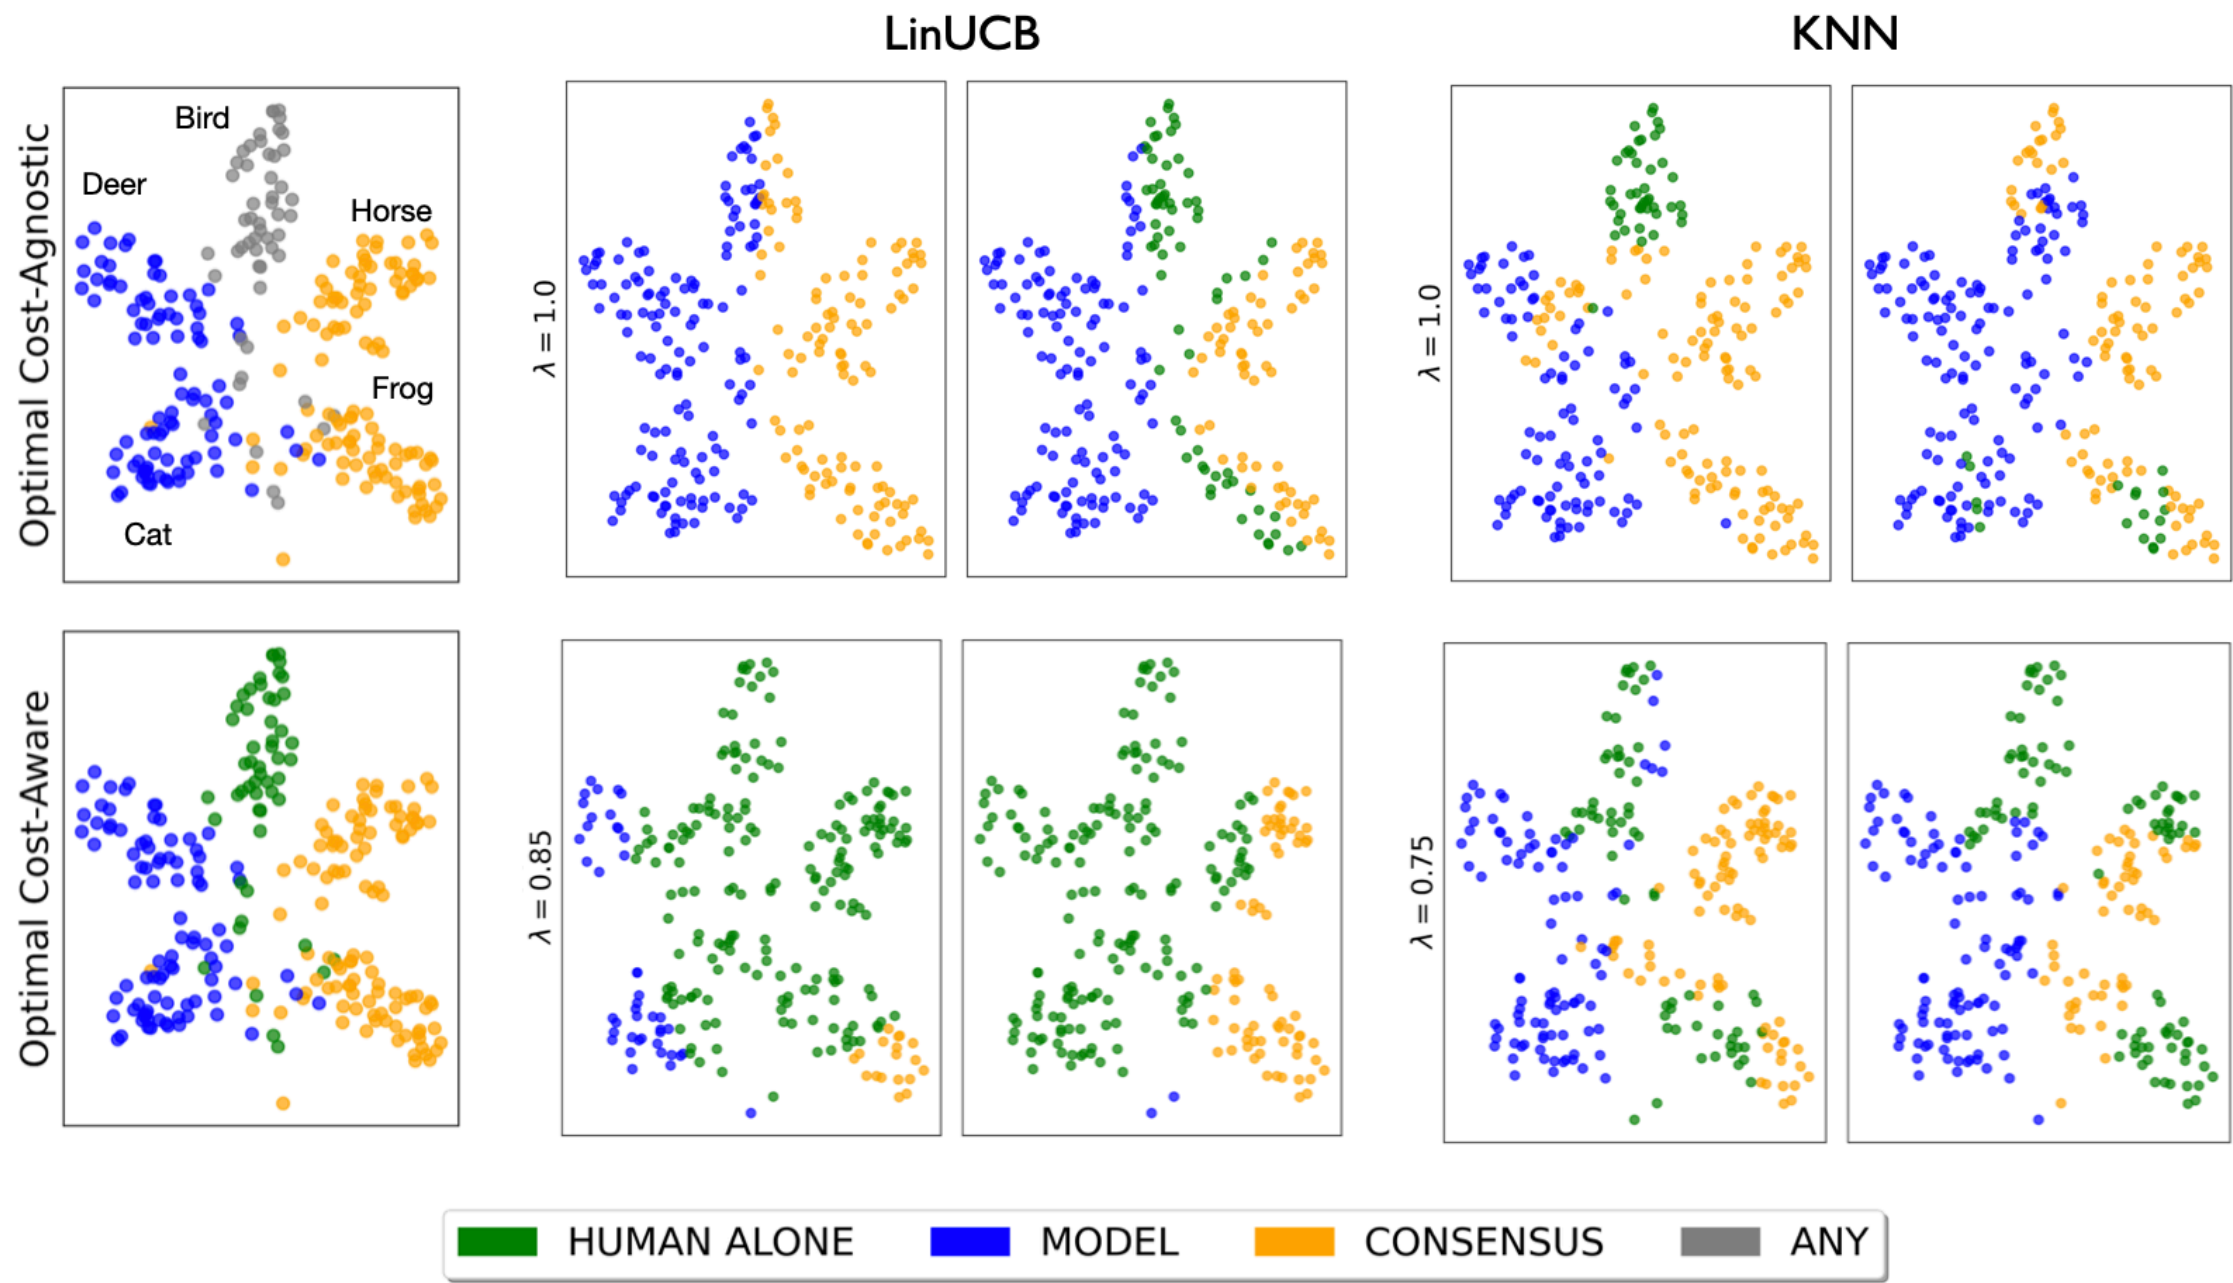 LinUCB
KNN
Optimal Cost-Agnostic
Bird
Deer
Horse
Frog
Cat
λ = 1.0
λ = 1.0
Optimal Cost-Aware
λ = 0.85
λ = 0.75
HUMAN ALONE
MODEL
CONSENSUS
ANY